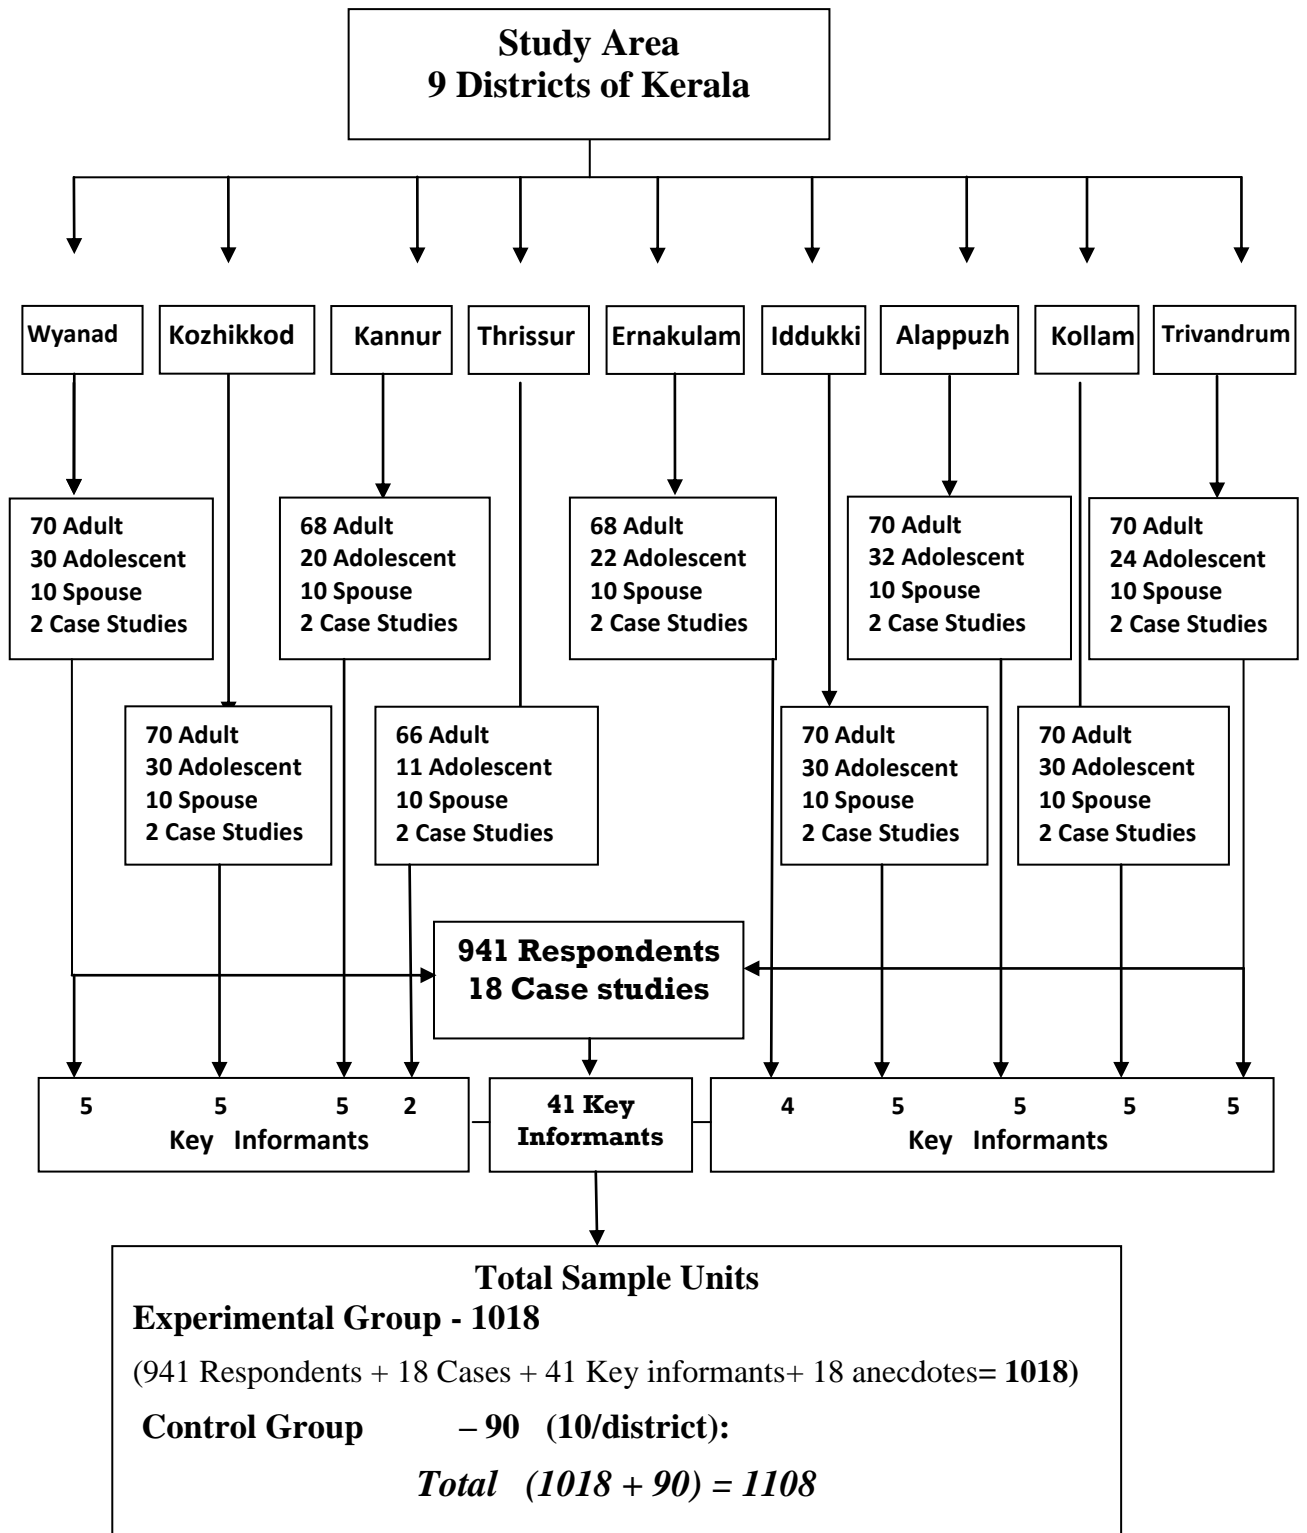 Study Area
9 Districts of Kerala
Wyanad
Kozhikkod
Kannur
Thrissur
Ernakulam
Iddukki
Alappuzh
Kollam
Trivandrum
70 Adult
30 Adolescent
10 Spouse
2 Case Studies
68 Adult
20 Adolescent
10 Spouse
2 Case Studies
68 Adult
22 Adolescent
10 Spouse
2 Case Studies
70 Adult
32 Adolescent
10 Spouse
2 Case Studies
70 Adult
24 Adolescent
10 Spouse
2 Case Studies
70 Adult
30 Adolescent
10 Spouse
2 Case Studies
66 Adult
11 Adolescent
10 Spouse
2 Case Studies
70 Adult
30 Adolescent
10 Spouse
2 Case Studies
70 Adult
30 Adolescent
10 Spouse
2 Case Studies
941 Respondents
18 Case studies
5 5 5 2
Key Informants
41 Key
Informants
4 5 5 5 5
Key Informants
Total Sample Units
Experimental Group - 1018
(941 Respondents + 18 Cases + 41 Key informants+ 18 anecdotes= 1018)
Control Group – 90 (10/district):
Total (1018 + 90) = 1108